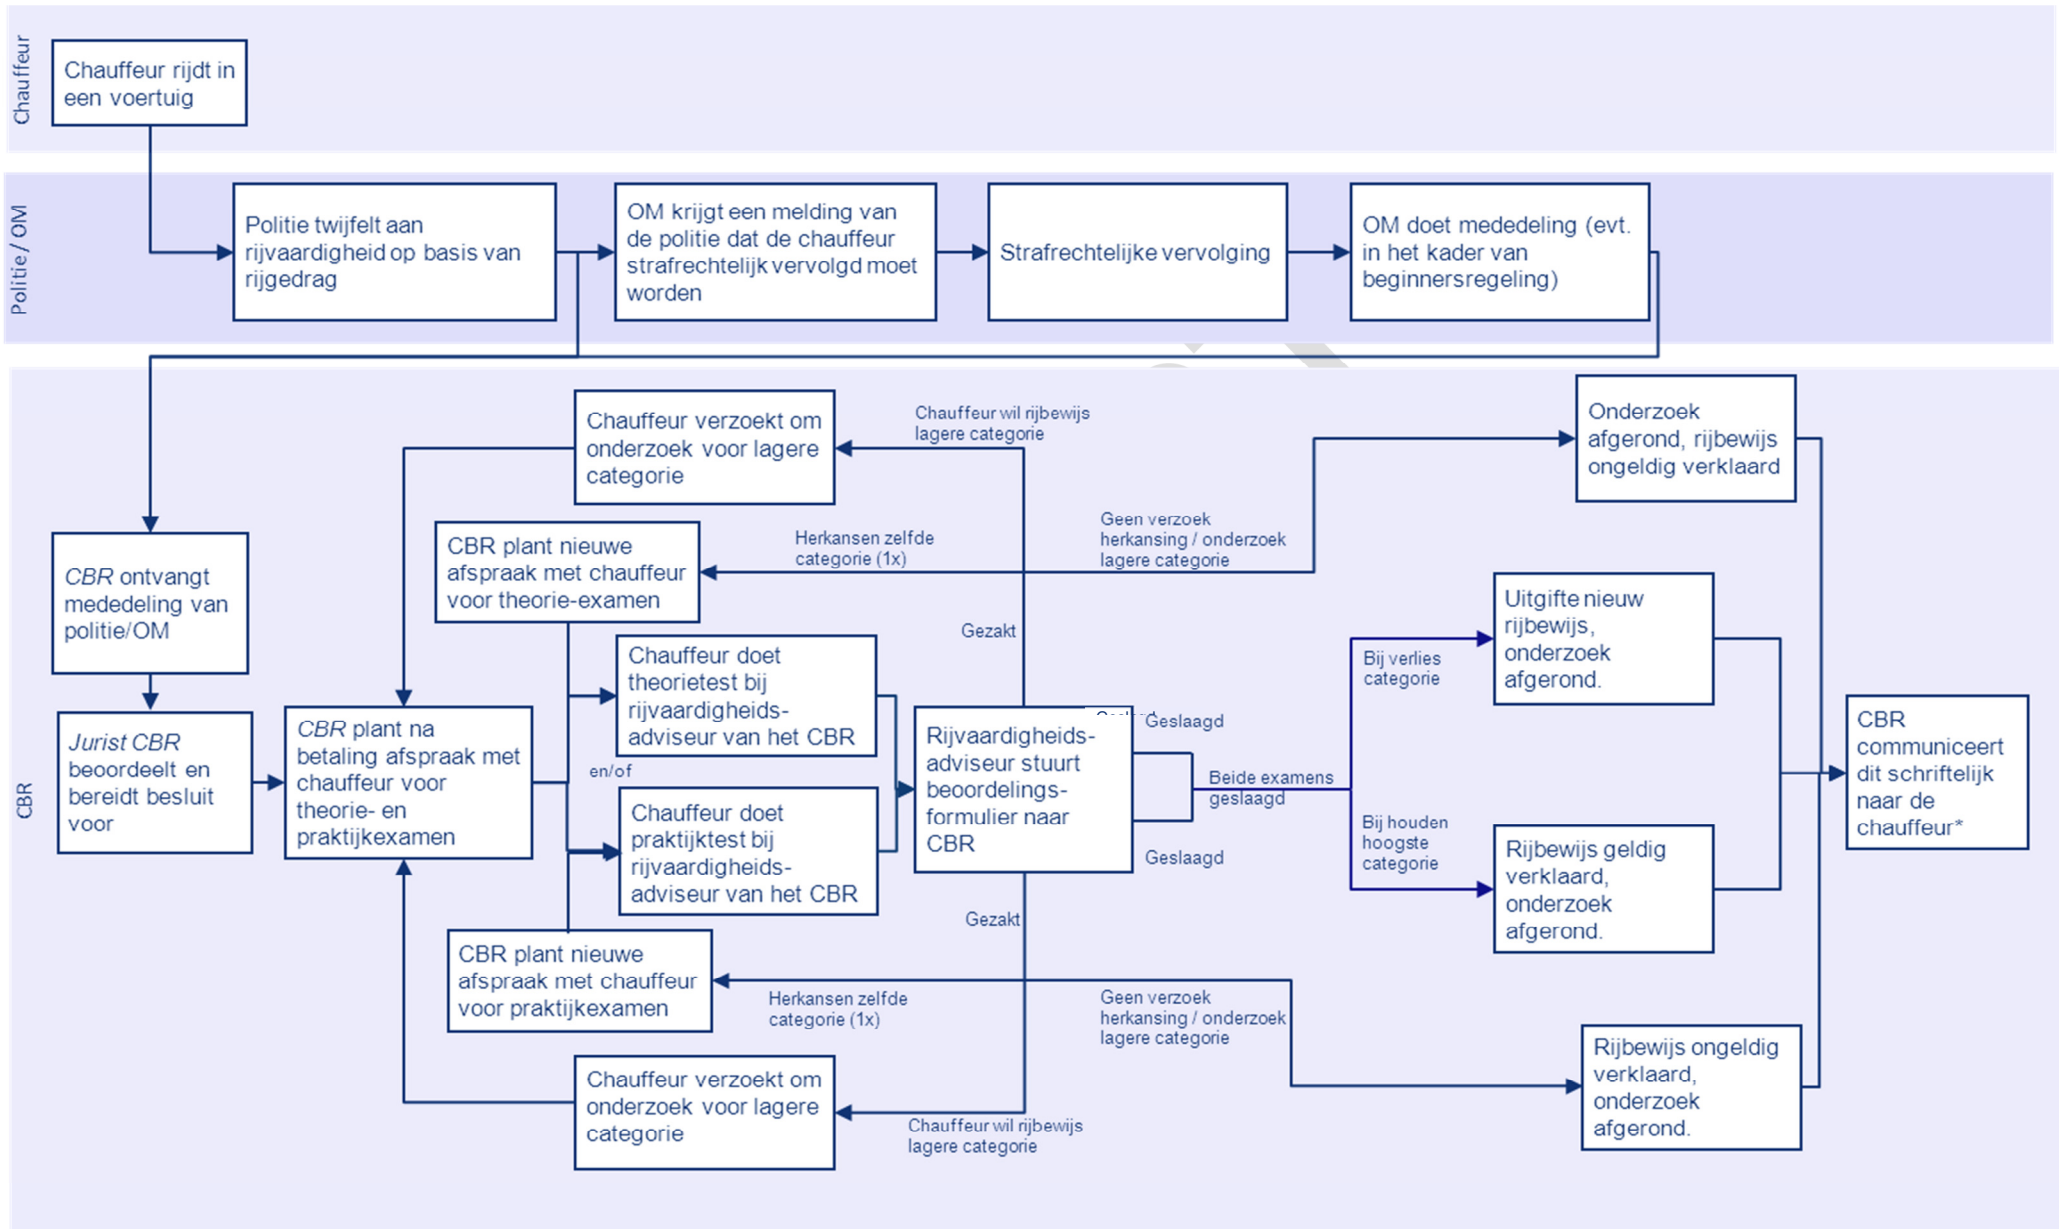 Chauffeur
Chauffeur rijdt in
een voertuig
Politie / OM
Politie twijfelt aan
rijvaardigheid op basis van
rijgedrag
OM krijgt een melding van
de politie dat de chauffeur
strafrechtelijk vervolgd moet
worden
Strafrechtelijke vervolging
OM doet mededeling (evt.
in het kader van
beginnersregeling)
CBR
Chauffeur verzoekt om
onderzoek voor lagere
categorie
Chauffeur wil rijbewijs
lagere categorie
Onderzoek
afgerond, rijbewijs
ongeldig verklaard
CBR plant nieuwe
afspraak met chauffeur
voor theorie-examen
Herkansen zelfde
categorie (1x)
Geen verzoek
herkansing / onderzoek
lagere categorie
CBR ontvangt
mededeling van
politie/OM
Gezakt
Uitgifte nieuw
rijbewijs,
onderzoek
afgerond.
Chauffeur doet
theorietest bij
rijvaardigheids-
adviseur van het CBR
Bij verlies
categorie
Jurist CBR
beoordeelt en
bereidt besluit
voor
CBR plant na
betaling afspraak met
chauffeur voor
theorie- en
praktijkexamen
en/of
Rijvaardigheids-
adviseur stuurt
beoordelings-
formulier naar
CBR
Geslaagd
Beide examens
geslaagd
Geslaagd
CBR
communiceert
dit schriftelijk
naar de
chauffeur*
Chauffeur doet
praktijktest bij
rijvaardigheids-
adviseur van het CBR
Bij houden
hoogste
categorie
Rijbewijs geldig
verklaard,
onderzoek
afgerond.
Gezakt
CBR plant nieuwe
afspraak met chauffeur
voor praktijkexamen
Herkansen zelfde
categorie (1x)
Geen verzoek
herkansing / onderzoek
lagere categorie
Rijbewijs ongeldig
verklaard,
onderzoek
afgerond.
Chauffeur verzoekt om
onderzoek voor lagere
categorie
Chauffeur wil rijbewijs
lagere categorie